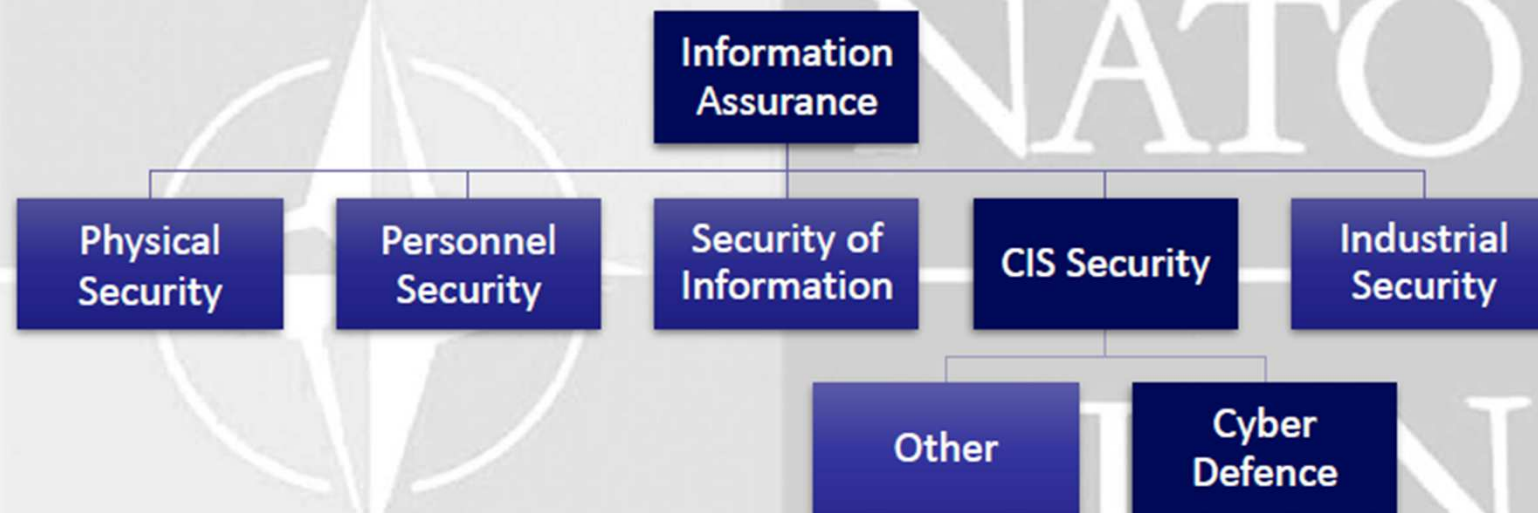 NATO
Information
Assurance
Physical
Security
Personnel
Security
Security of
Information
CIS Security
Industrial
Security
Other
Cyber
Defence